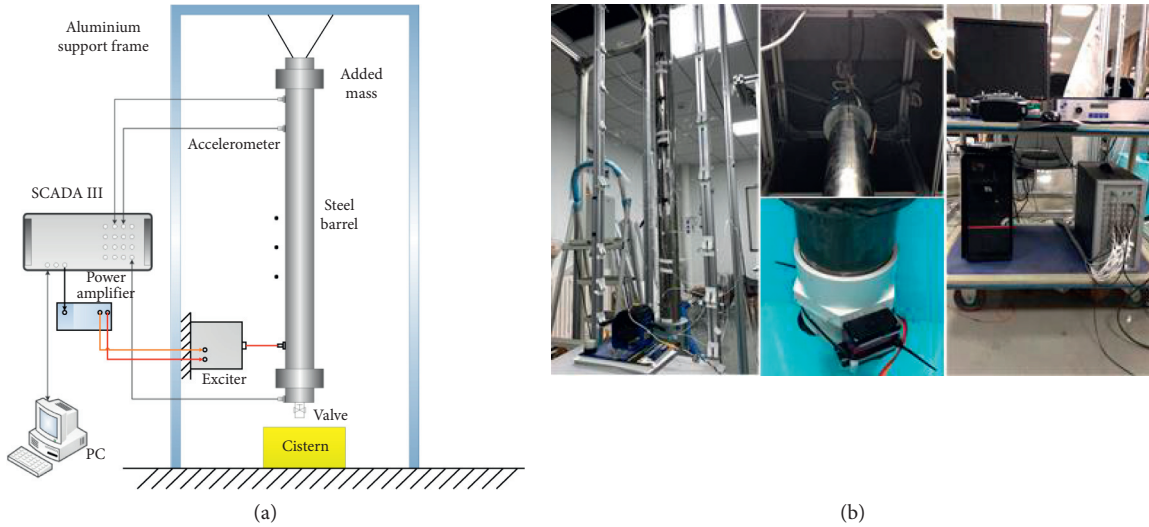 Aluminium
support frame
Added
mass
Accelerometer
SCADA III
Steel
barrel
Power
amplifier
Exciter
Valve
Cistern
PC
(a)
(b)